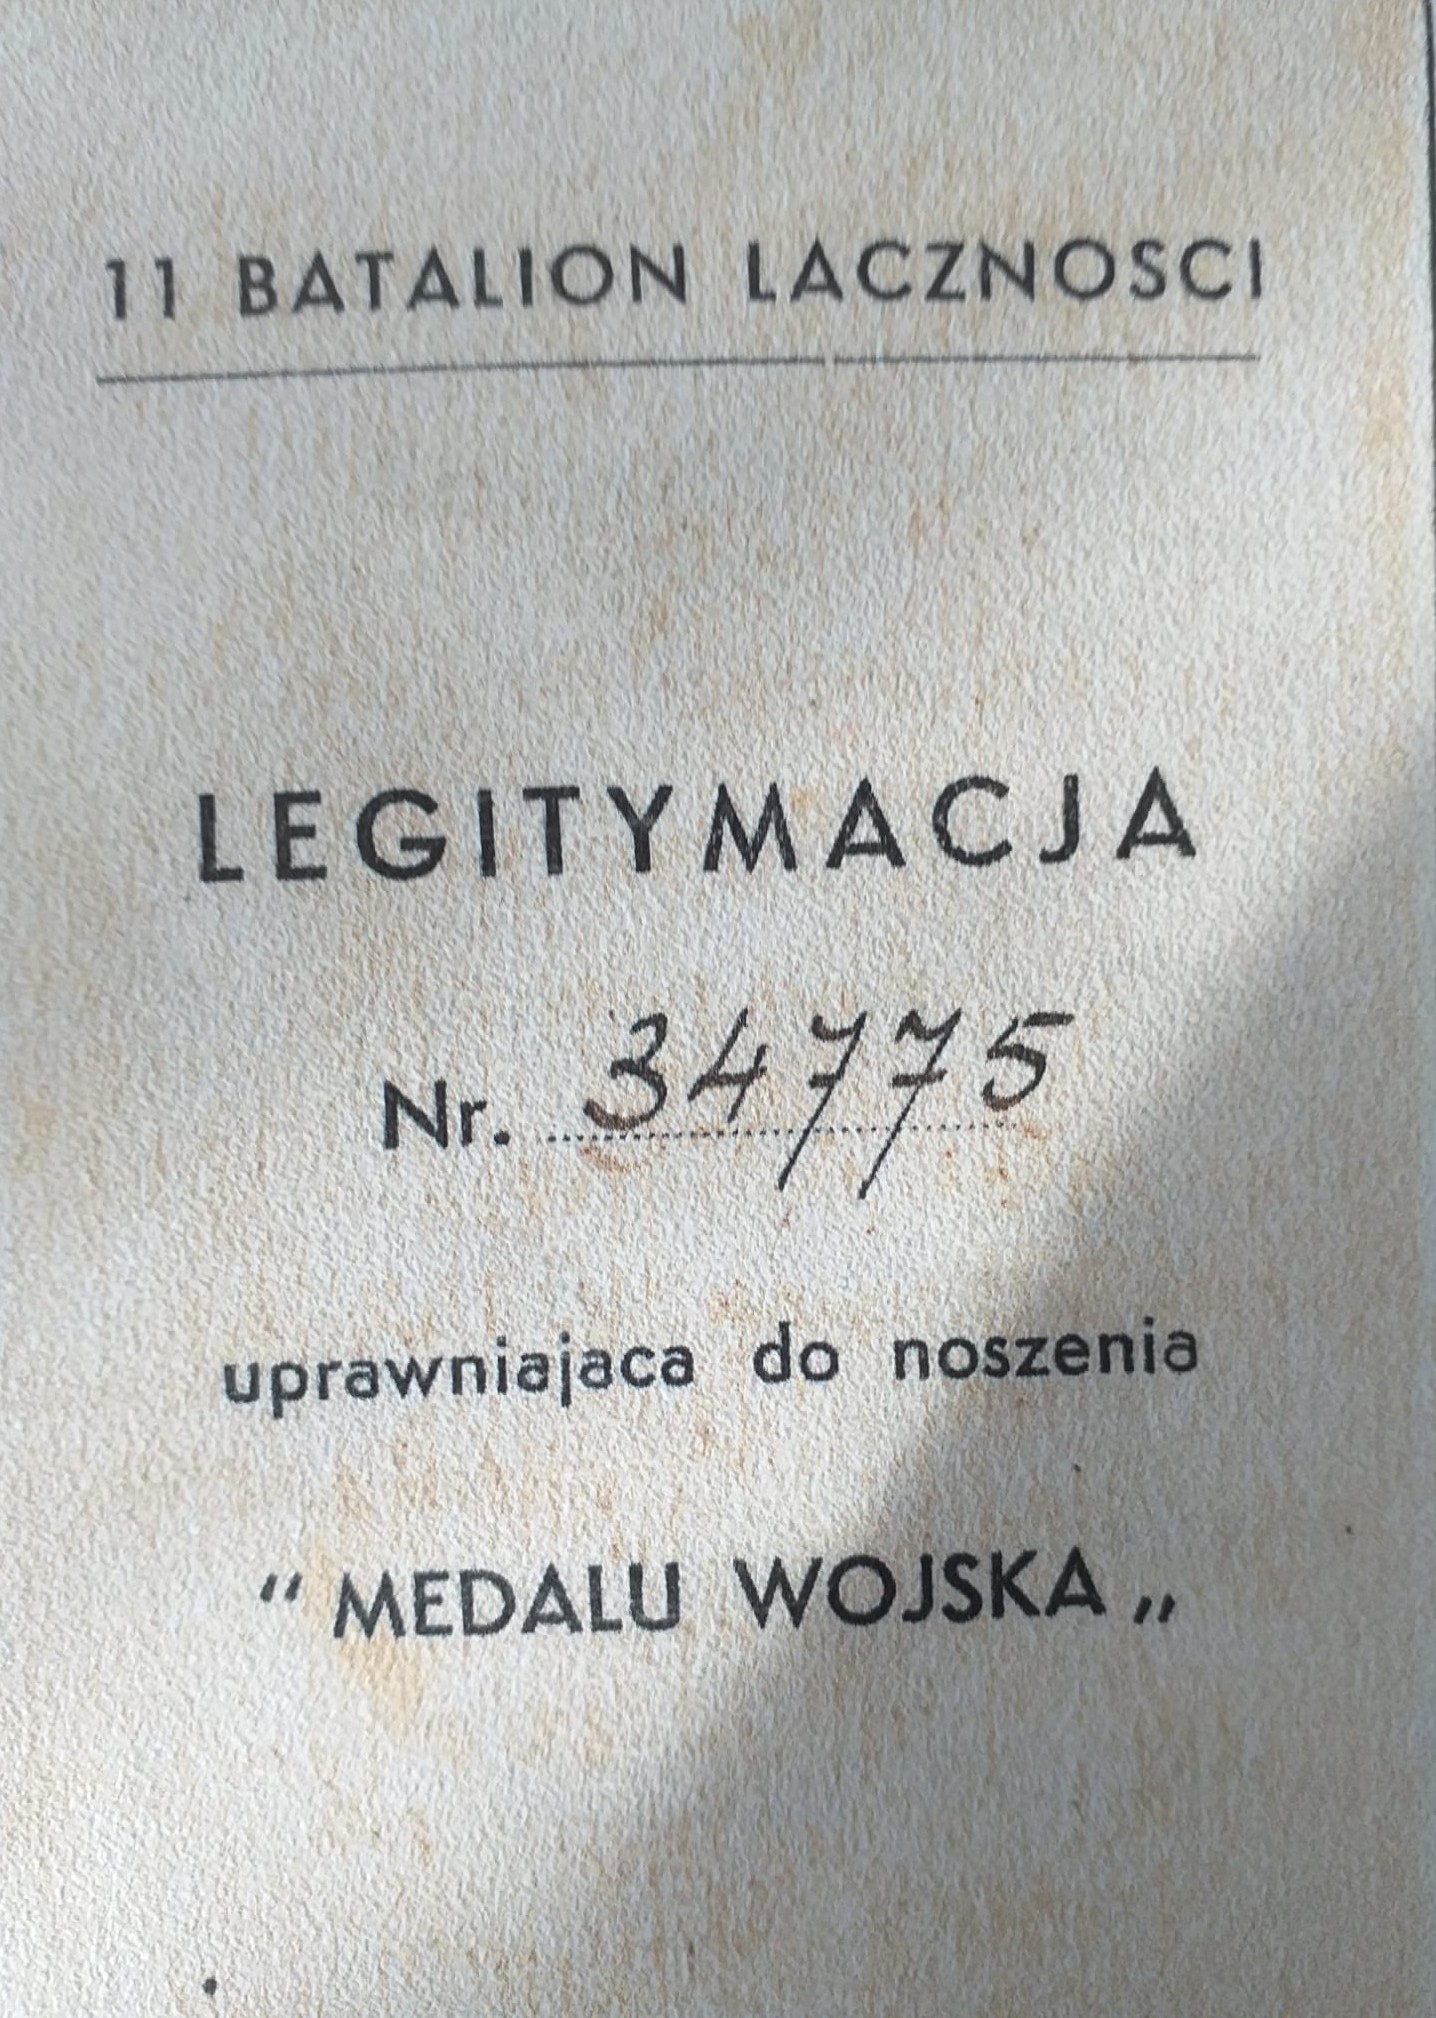 11 BATALION LACZNOSCI
LEGITYMACJA
Nr. 34775
uprawniajaca do noszenia
“ MEDALU WOJSKA „